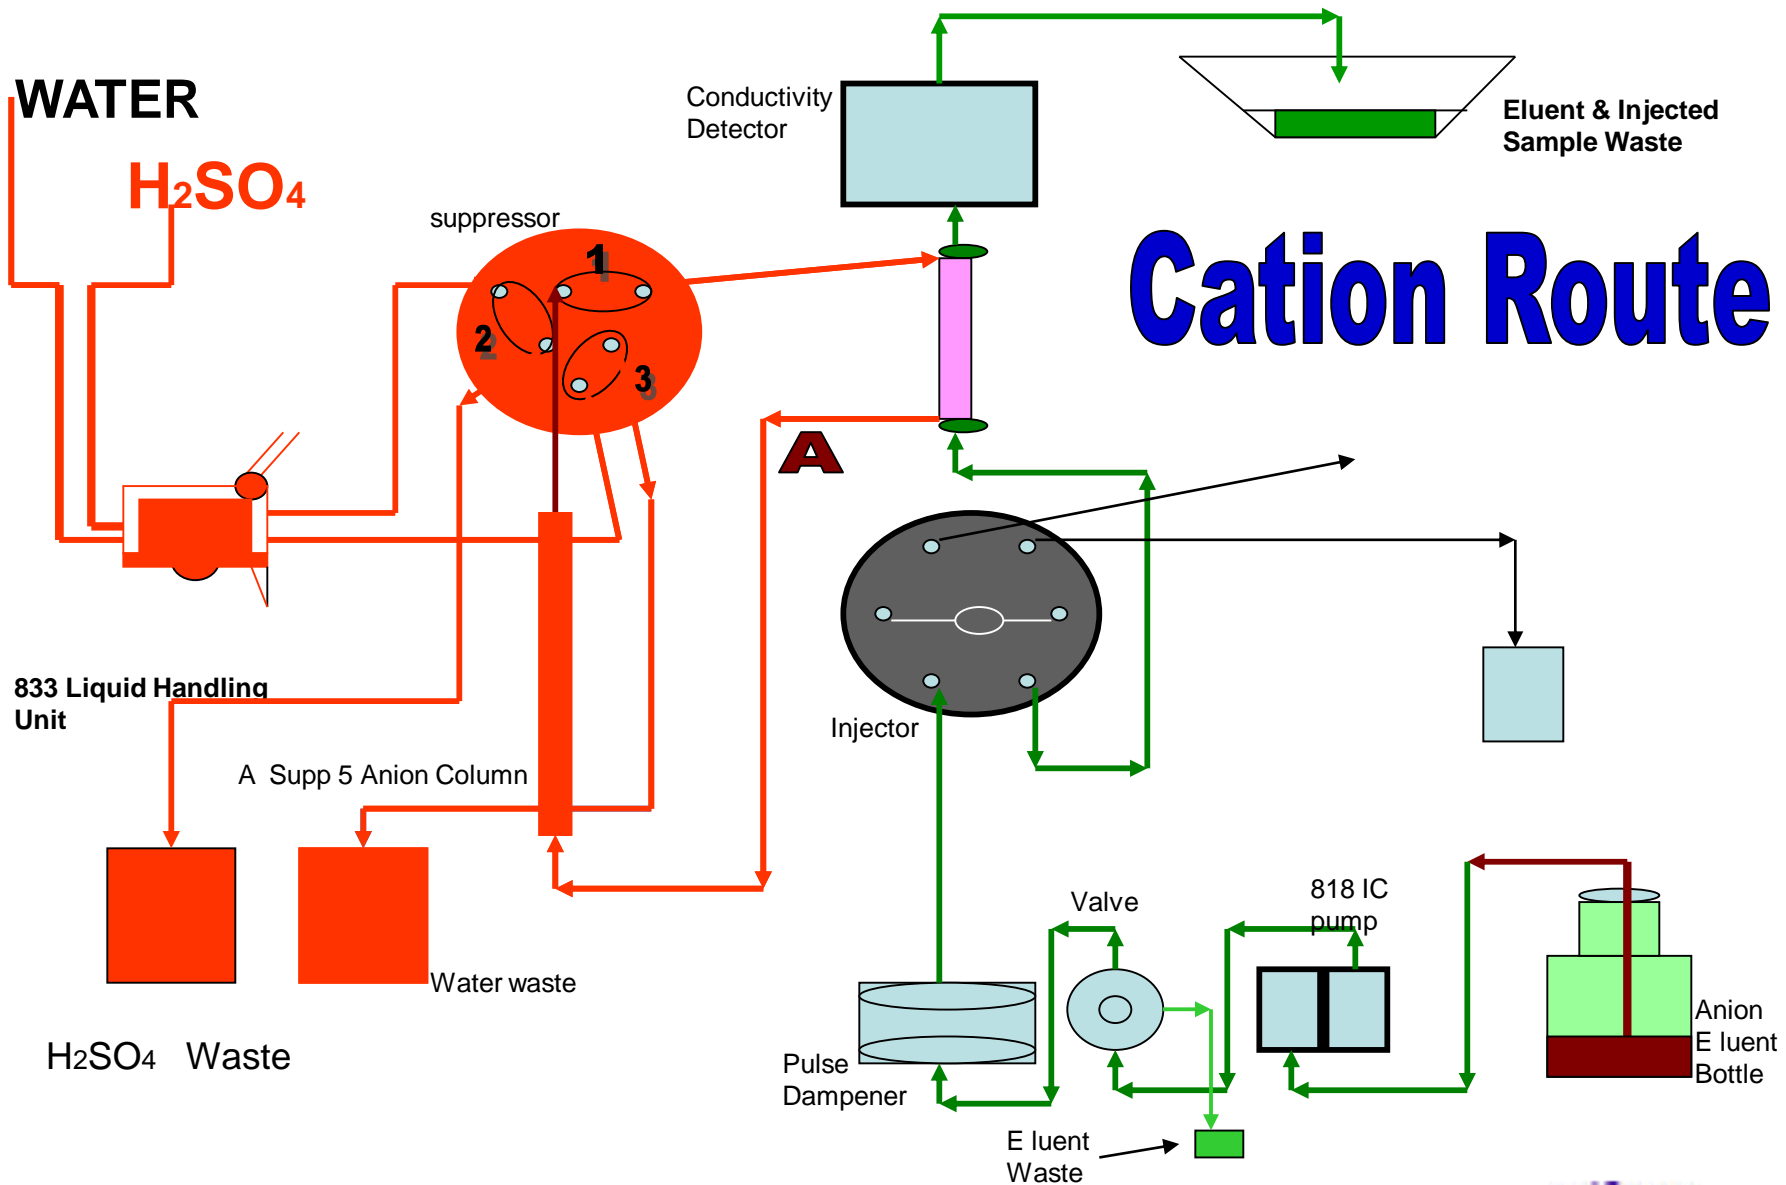 WATER
H2SO4
suppressor
1
2
3
Conductivity
Detector
Eluent & Injected
Sample Waste
Cation Route
A
833 Liquid Handling
Unit
Injector
A Supp 5 Anion Column
Water waste
H2SO4 Waste
Valve
818 IC
pump
Pulse
Dampener
E luent
Waste
Anion
E luent
Bottle